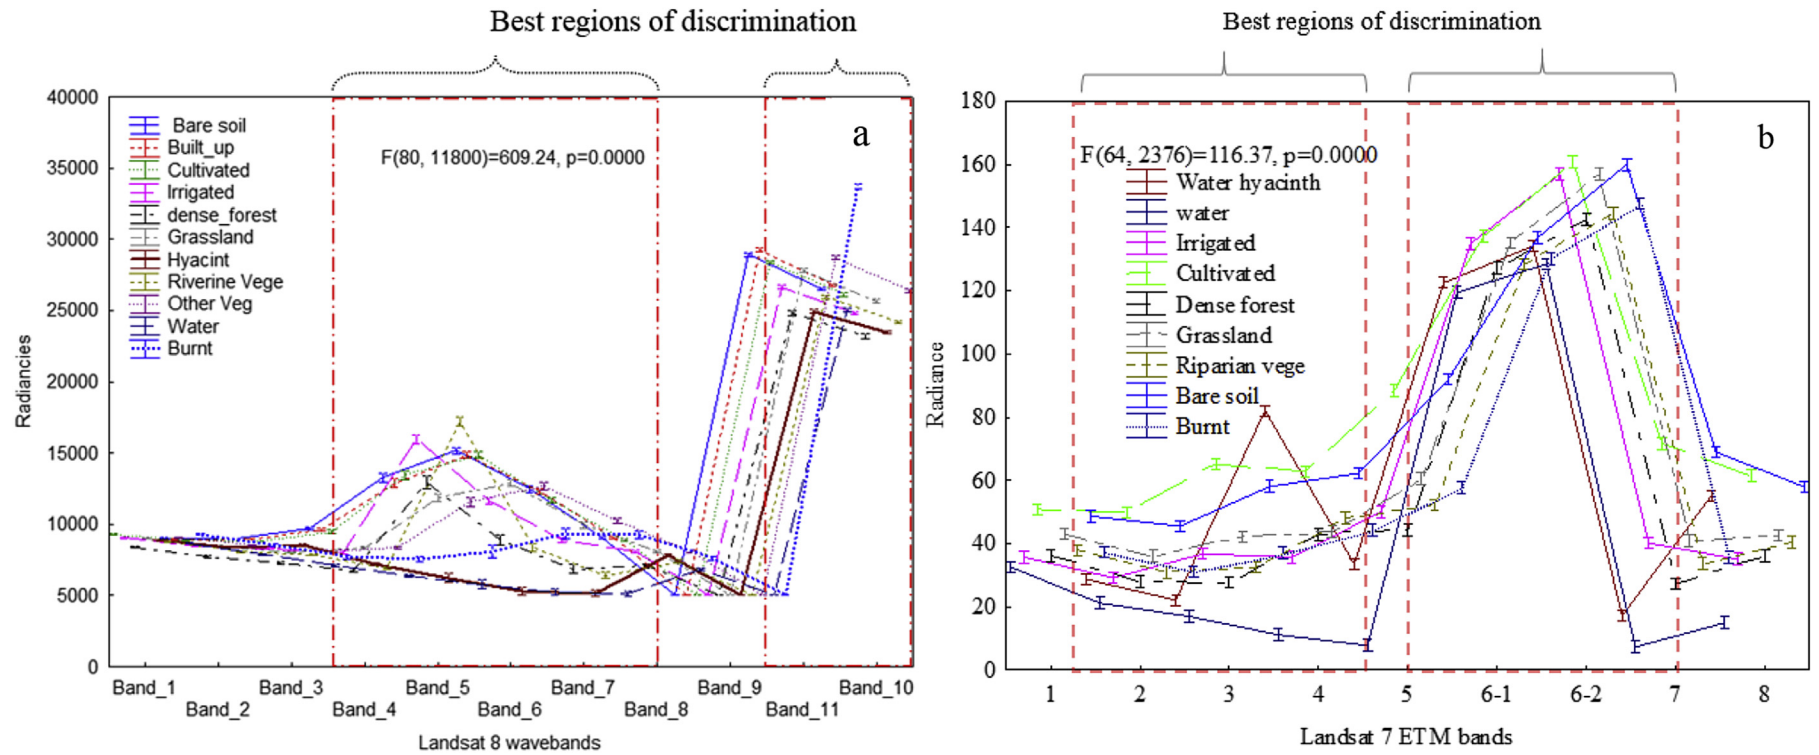 Best regions of discrimination
40000
35000
30000
25000
20000
15000
10000
5000
0
Radiancies
a
F(80, 11800)=609.24, p=0.0000
Bare soil
Built_up
Cultivated
Irrigated
dense_forest
Grassland
Hyacint
Riverine Vege
Other Veg
Water
Burnt
Band_1 Band_3 Band_5 Band_7 Band_9 Band_10
Band_2 Band_4 Band_6 Band_8 Band_11
Landsat 8 wavebands
Best regions of discrimination
180
160
140
120
100
80
60
40
20
0
Radiance
b
F(64, 2376)=116.37, p=0.0000
Water hyacinth
water
Irrigated
Cultivated
Dense forest
Grassland
Riparian vege
Bare soil
Burnt
1 2 3 4 5 6-1 6-2 7 8
Landsat 7 ETM bands